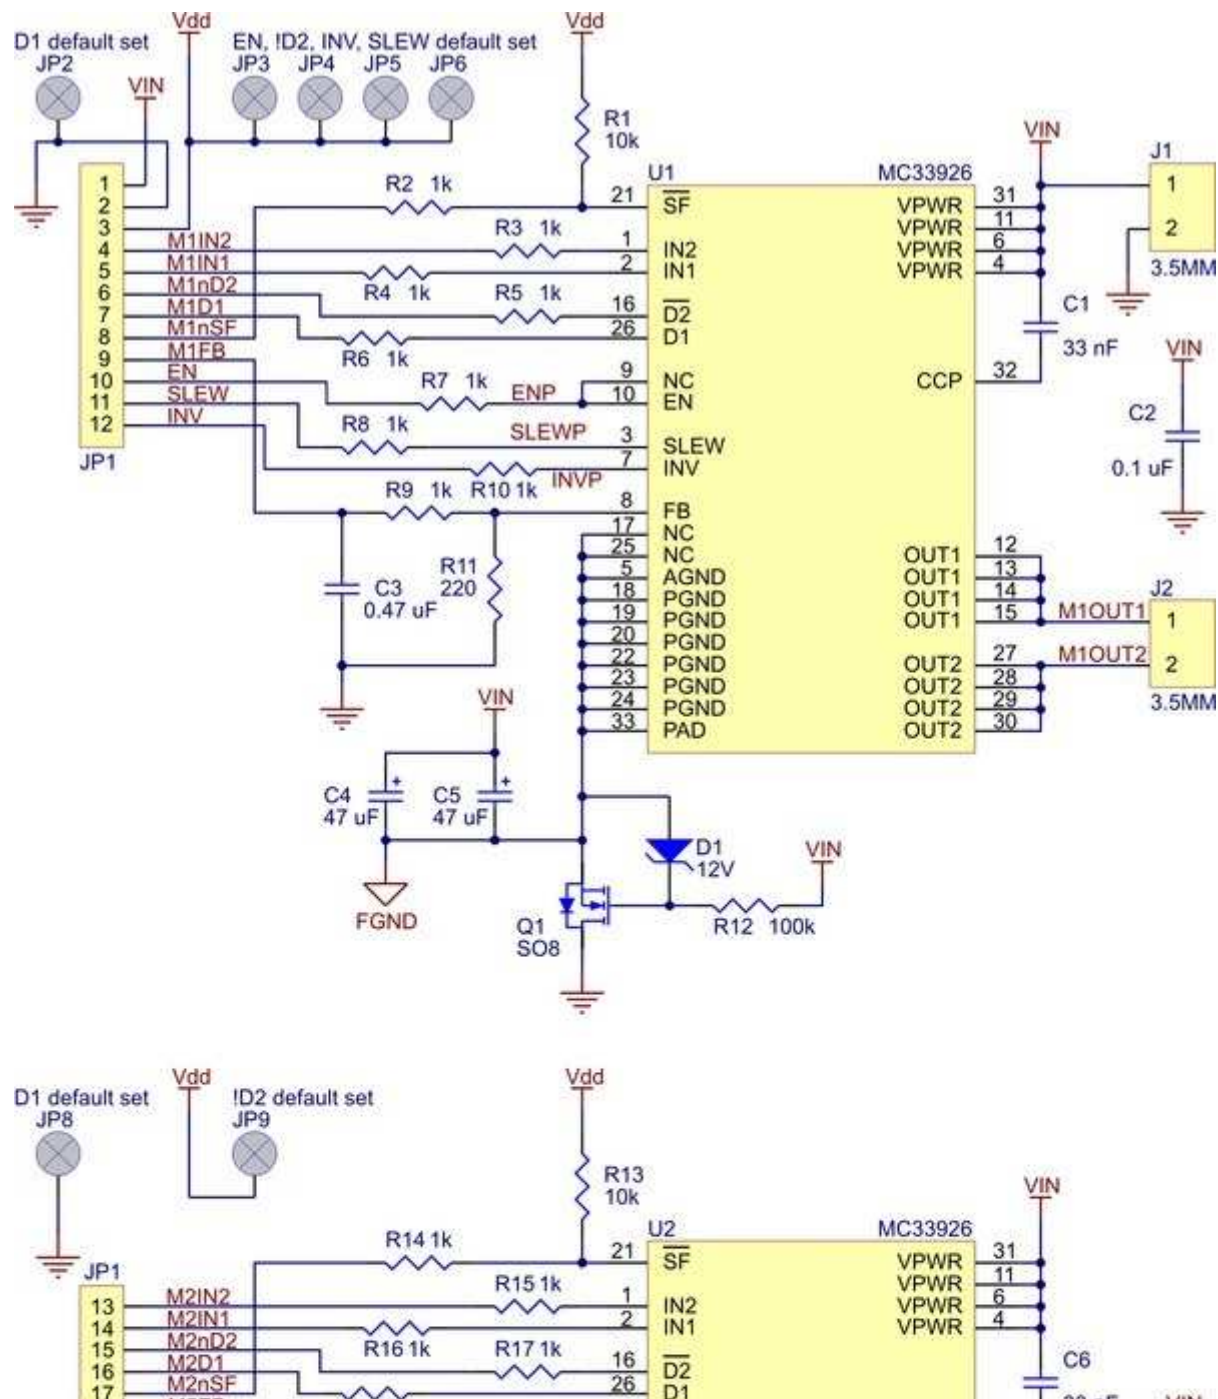 Vdd
Vdd
D1 default set
EN, !D2, INV, SLEW default set
JP2
JP3 JP4 JP5 JP6
VIN
R1
10k
VIN
J1
1
2
3.5MM
U1
MC33926
1
2
3
4
5
6
7
8
9
10
11
12
JP1
M1IN2
M1IN1
M1nD2
M1D1
M1nSF
M1FB
EN
SLEW
INV
R2 1k
R3 1k
R4 1k
R5 1k
R6 1k
R7 1k
ENP
R8 1k
SLEWP
R9 1k
R10 1k
INVP
21 SF
1 IN2
2 IN1
16 D2
26 D1
9 NC
10 EN
3 SLEW
7 INV
8 FB
17 NC
25 NC
5 AGND
18 PGND
19 PGND
20 PGND
22 PGND
23 PGND
24 PGND
33 PAD
VPWR 31
VPWR 11
VPWR 6
VPWR 4
CCP 32
OUT1 12
OUT1 13
OUT1 14
OUT1 15
OUT2 27
OUT2 28
OUT2 29
OUT2 30
C1
33 nF
VIN
C2
0.1 uF
M1OUT1
M1OUT2
J2
1
2
3.5MM
R11
220
C3
0.47 uF
VIN
C4
47 uF
+
C5
47 uF
+
FGND
D1
12V
VIN
R12 100k
Q1
SO8
Vdd
Vdd
D1 default set
!D2 default set
JP8
JP9
R13
10k
VIN
U2
MC33926
JP1
13
14
15
16
17
M2IN2
M2IN1
M2nD2
M2D1
M2nSF
R14 1k
R15 1k
R16 1k
R17 1k
21 SF
1 IN2
2 IN1
16 D2
26 D1
VPWR 31
VPWR 11
VPWR 6
VPWR 4
C6
VIN